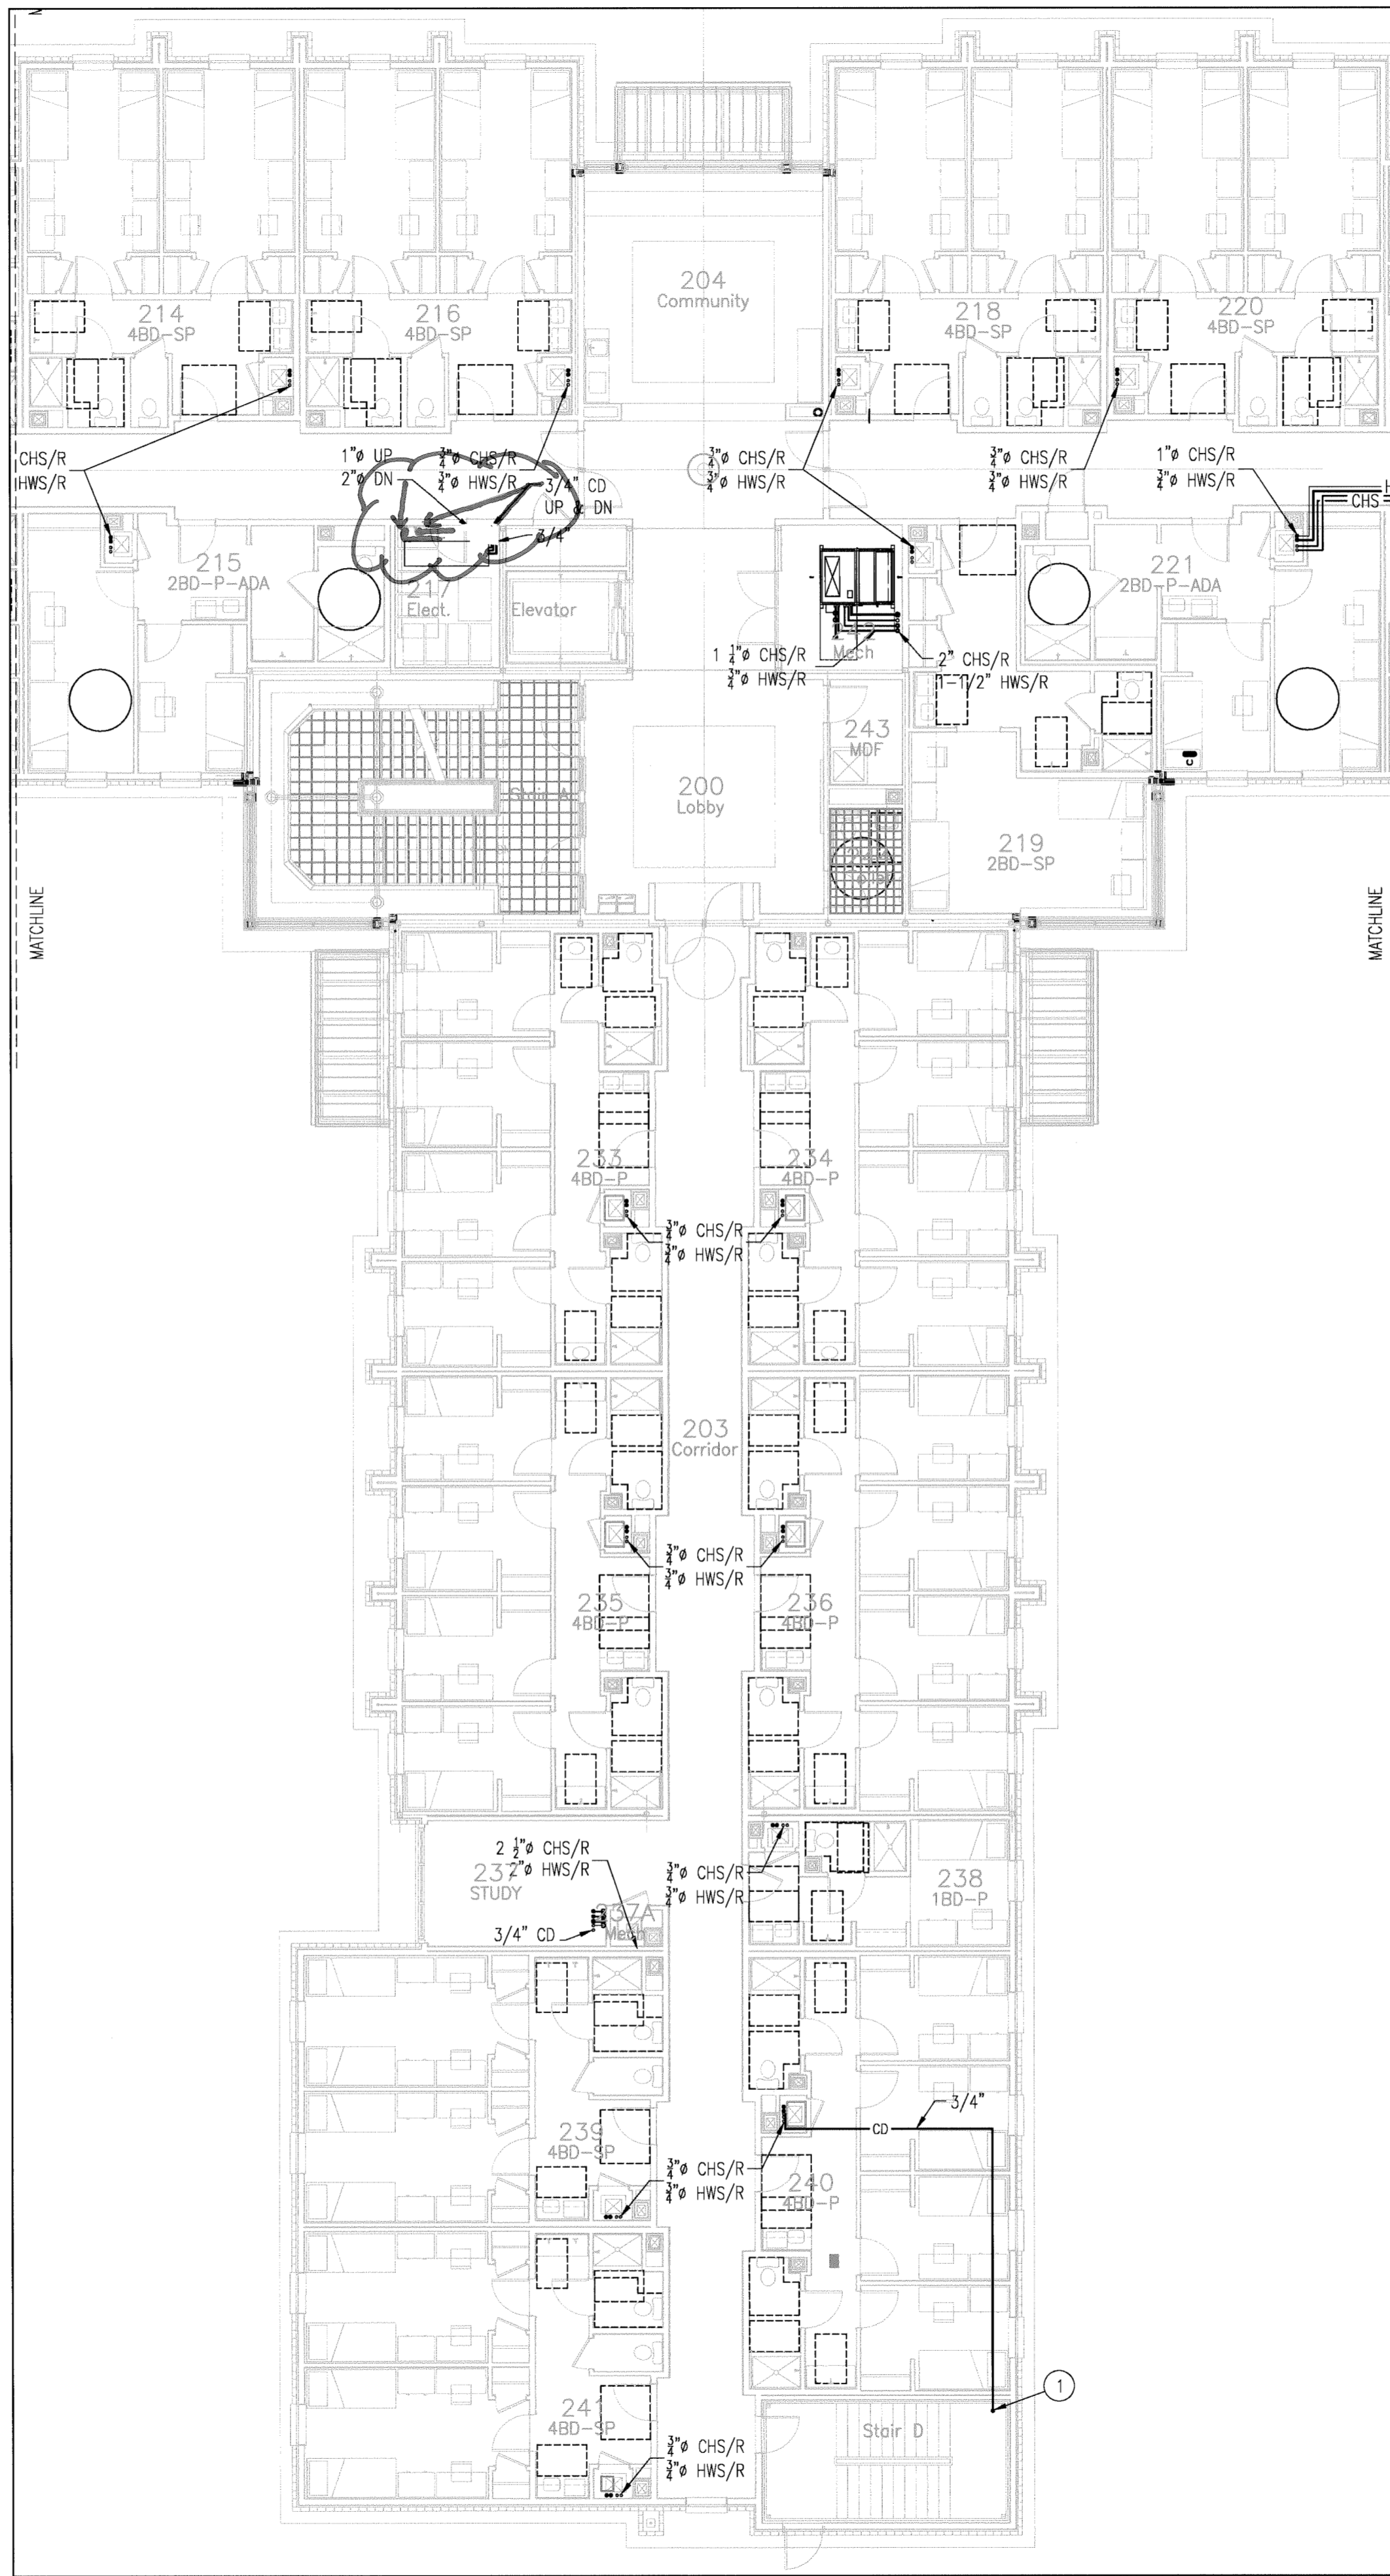 204
Community
214
4BD-SP
216
4BD-SP
218
4BD-SP
220
4BD-SP
CHS/R
HWS/R
1"ø UP
2"ø DN
3/4"ø CHS/R
3/4"ø HWS/R
3/4" CD
UP & DN
3/4"
3/4"ø CHS/R
3/4"ø HWS/R
3/4"ø CHS/R
3/4"ø HWS/R
1"ø CHS/R
3/4"ø HWS/R
H
CHS
215
2BD-P-ADA
217
Elect.
Elevator
221
2BD-P-ADA
Mech
1 1/4"ø CHS/R
3/4"ø HWS/R
2" CHS/R
1-1/2" HWS/R
243
MDF
200
Lobby
219
2BD-SP
MATCHLINE
MATCHLINE
233
4BD-P
234
4BD-P
3/4"ø CHS/R
3/4"ø HWS/R
203
Corridor
3/4"ø CHS/R
3/4"ø HWS/R
235
4BD-P
236
4BD-P
2 1/2"ø CHS/R
2"ø HWS/R
237
STUDY
3/4"ø CHS/R
3/4"ø HWS/R
238
1BD-P
237A
Mech
3/4" CD
3/4"
CD
239
4BD-SP
3/4"ø CHS/R
3/4"ø HWS/R
240
4BD-P
1
241
4BD-SP
Stair D
3/4"ø CHS/R
3/4"ø HWS/R